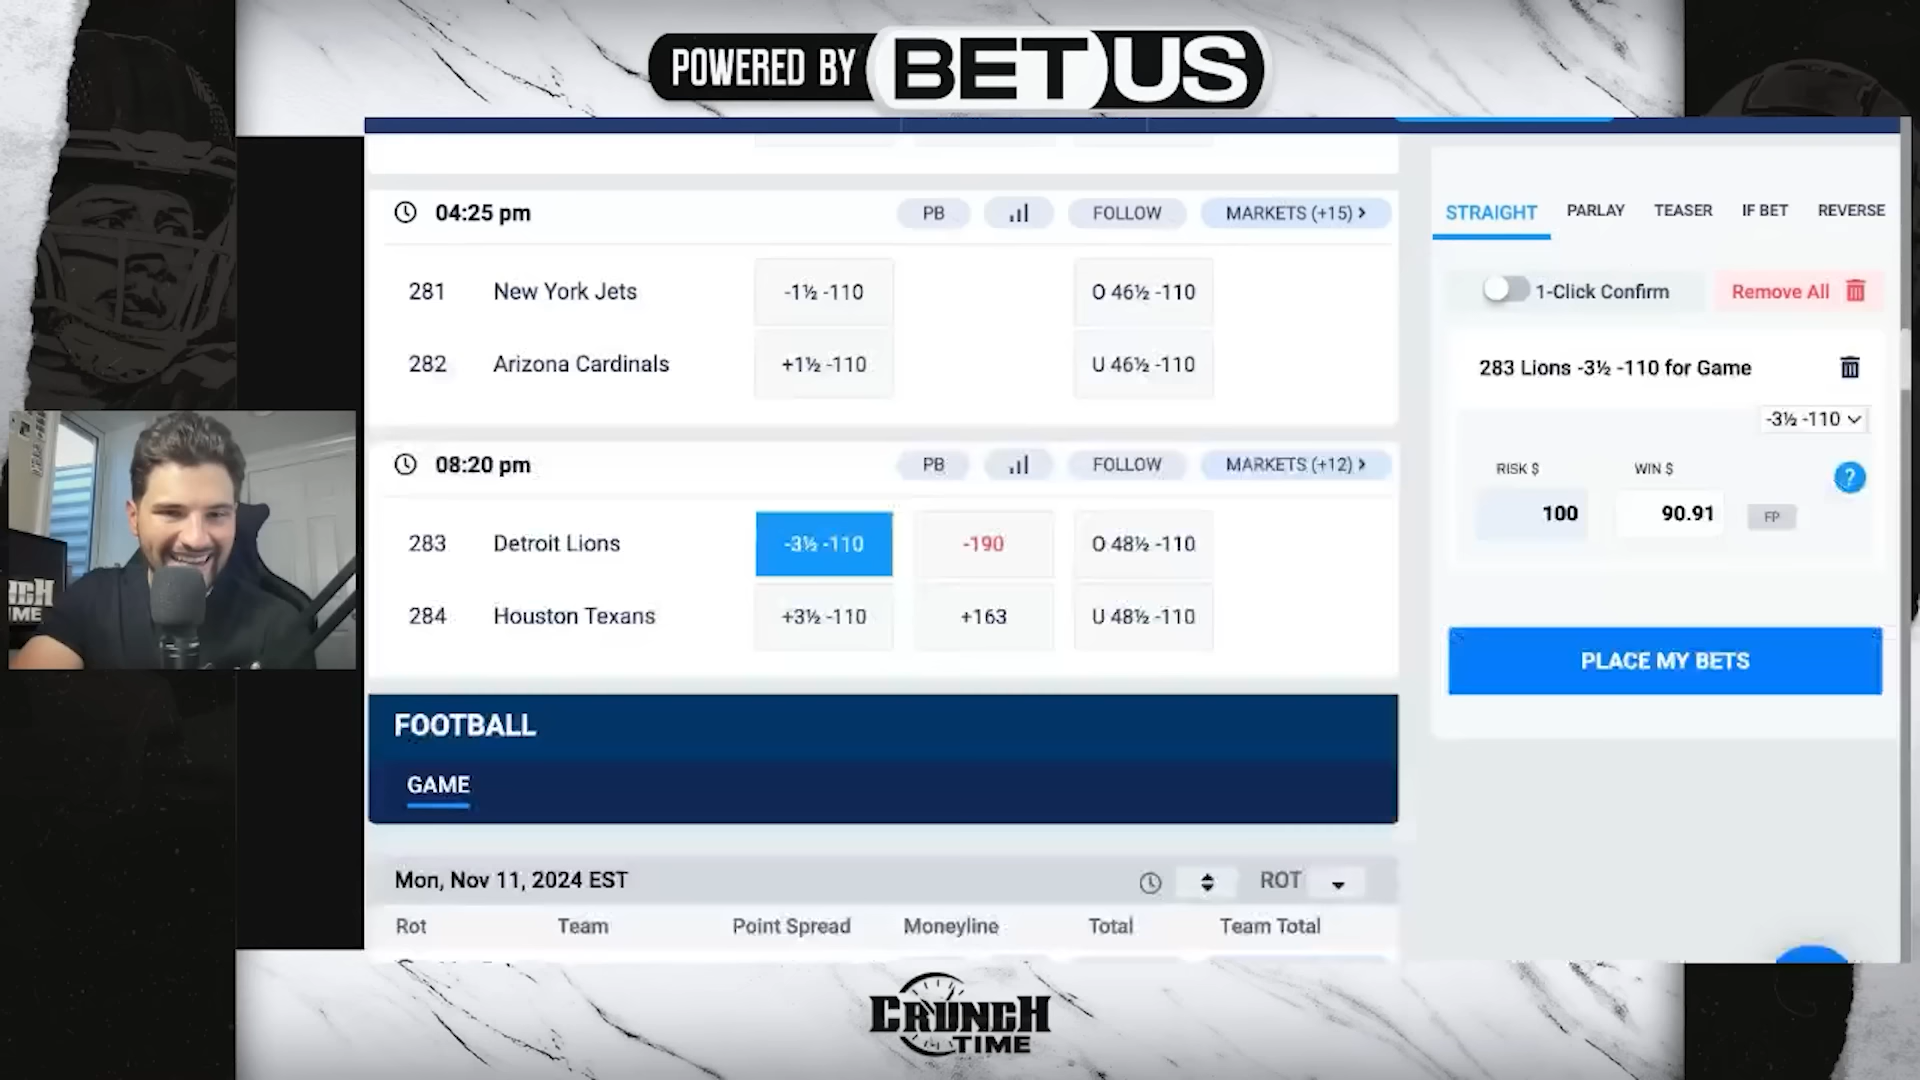 POWERED BY BETUS
04:25 pm PB FOLLOW MARKETS (+15) >
281 New York Jets -1½ -110 O 46½ -110
282 Arizona Cardinals +1½ -110 U 46½ -110
08:20 pm PB FOLLOW MARKETS (+12) >
283 Detroit Lions -3½ -110 -190 O 48½ -110
284 Houston Texans +3½ -110 +163 U 48½ -110
FOOTBALL
GAME
Mon, Nov 11, 2024 EST ROT
Rot Team Point Spread Moneyline Total Team Total
STRAIGHT PARLAY TEASER IF BET REVERSE
1-Click Confirm Remove All
283 Lions -3½ -110 for Game
-3½ -110
RISK $ WIN $
?
100 90.91 FP
PLACE MY BETS
CRUNCH
TIME